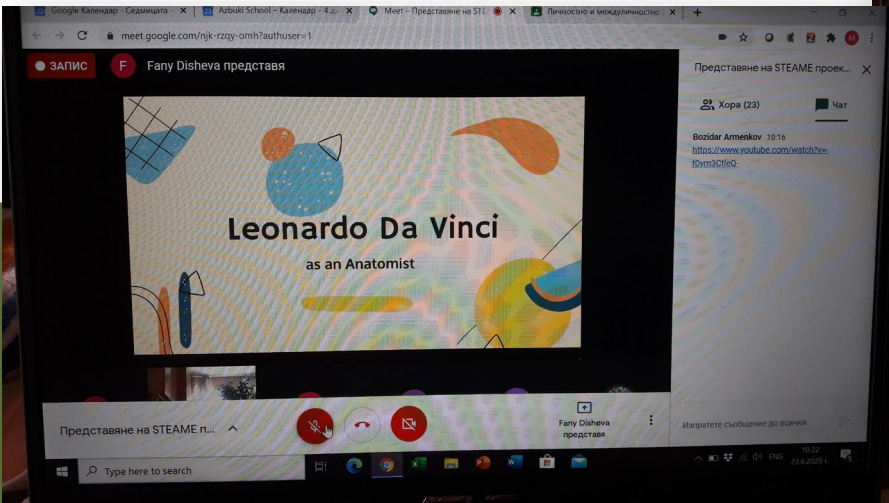 Google Календар - Седмицата
Azbuki School – Календар - 4 д
Meet – Представяне на STE
Личностно и междуличностно
meet.google.com/njk-rzqy-omh?authuser=1
ЗАПИС
F
Fany Disheva представя
Leonardo Da Vinci
as an Anatomist
Представяне на STEAME проек...
Хора (23)
Чат
Bozidar Armenkov 10:16
https://www.youtube.com/watch?v=-
f0ym3CtleQ-
Представяне на STEAME п...
Fany Disheva
представя
Изпратете съобщение до всички
Type here to search
ENG
10:22
23.6.2020 г.